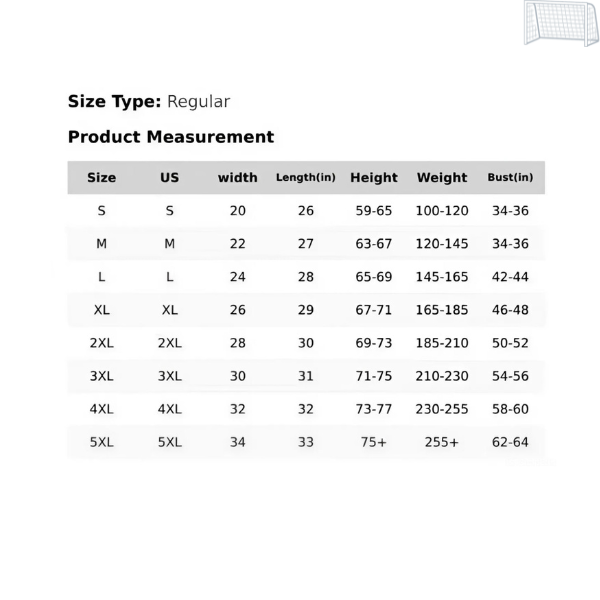 Size Type: Regular
Product Measurement
Size US width Length(in) Height Weight Bust(in)
S S 20 26 59-65 100-120 34-36
M M 22 27 63-67 120-145 34-36
L L 24 28 65-69 145-165 42-44
XL XL 26 29 67-71 165-185 46-48
2XL 2XL 28 30 69-73 185-210 50-52
3XL 3XL 30 31 71-75 210-230 54-56
4XL 4XL 32 32 73-77 230-255 58-60
5XL 5XL 34 33 75+ 255+ 62-64